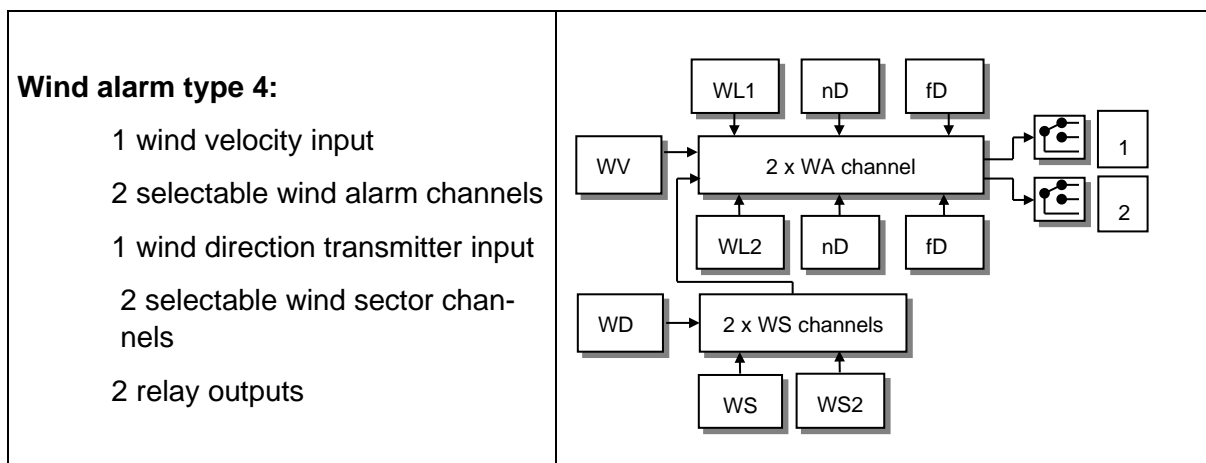 Wind alarm type 4:
1 wind velocity input
2 selectable wind alarm channels
1 wind direction transmitter input
2 selectable wind sector chan-
nels
2 relay outputs
WL1 nD fD
WV 2 x WA channel 1
2
WL2 nD fD
WD 2 x WS channels
WS WS2